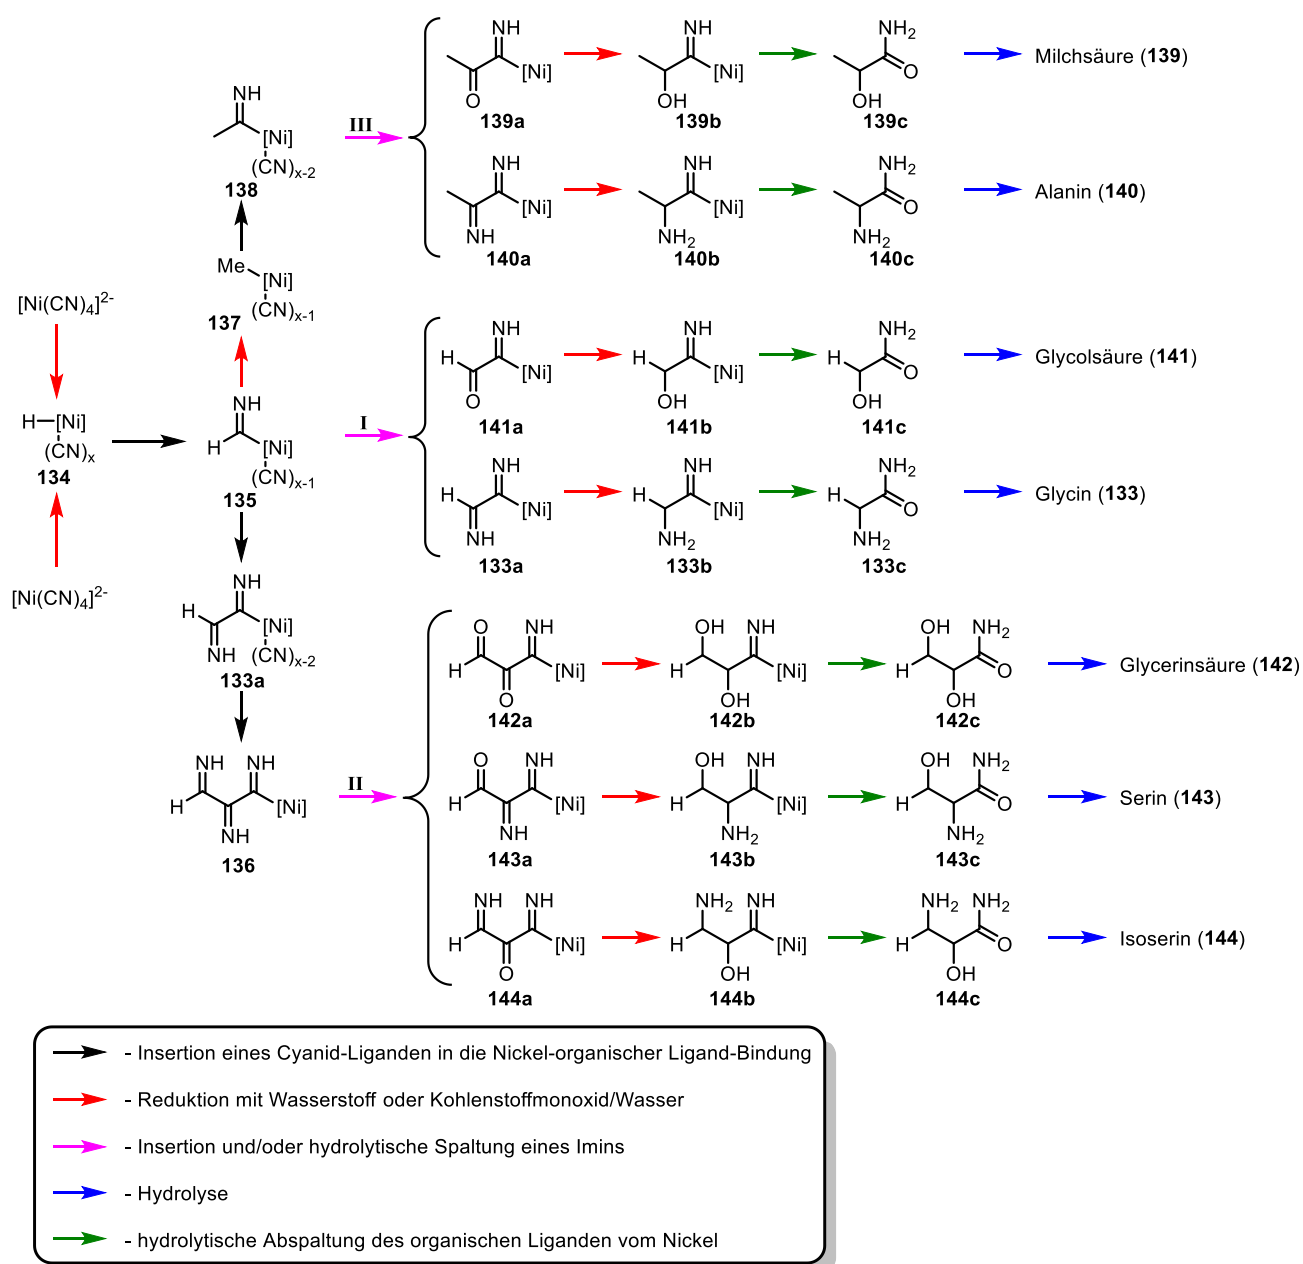 [Ni(CN)4]2-
H [Ni]
(CN)x
134
[Ni(CN)4]2-
NH
[Ni]
(CN)x-2
138
Me [Ni]
(CN)x-1
137
NH
H [Ni]
(CN)x-1
135
NH
H [Ni]
NH (CN)x-2
133a
NH NH
H [Ni]
NH
136
III
NH
[Ni]
O
139a
NH
[Ni]
OH
139b
NH2
O
OH
139c
Milchsäure (139)
NH
[Ni]
NH
140a
NH
[Ni]
NH2
140b
NH2
O
NH2
140c
Alanin (140)
I
NH
H [Ni]
O
141a
NH
H [Ni]
OH
141b
NH2
H O
OH
141c
Glycolsäure (141)
NH
H [Ni]
NH
133a
NH
H [Ni]
NH2
133b
NH2
H O
NH2
133c
Glycin (133)
II
O NH
H [Ni]
O
142a
OH NH
H [Ni]
OH
142b
OH NH2
H O
OH
142c
Glycerinsäure (142)
O NH
H [Ni]
NH
143a
OH NH
H [Ni]
NH2
143b
OH NH2
H O
NH2
143c
Serin (143)
NH NH
H [Ni]
O
144a
NH2 NH
H [Ni]
OH
144b
NH2 NH2
H O
OH
144c
Isoserin (144)
- Insertion eines Cyanid-Liganden in die Nickel-organischer Ligand-Bindung
- Reduktion mit Wasserstoff oder Kohlenstoffmonoxid/Wasser
- Insertion und/oder hydrolytische Spaltung eines Imins
- Hydrolyse
- hydrolytische Abspaltung des organischen Liganden vom Nickel